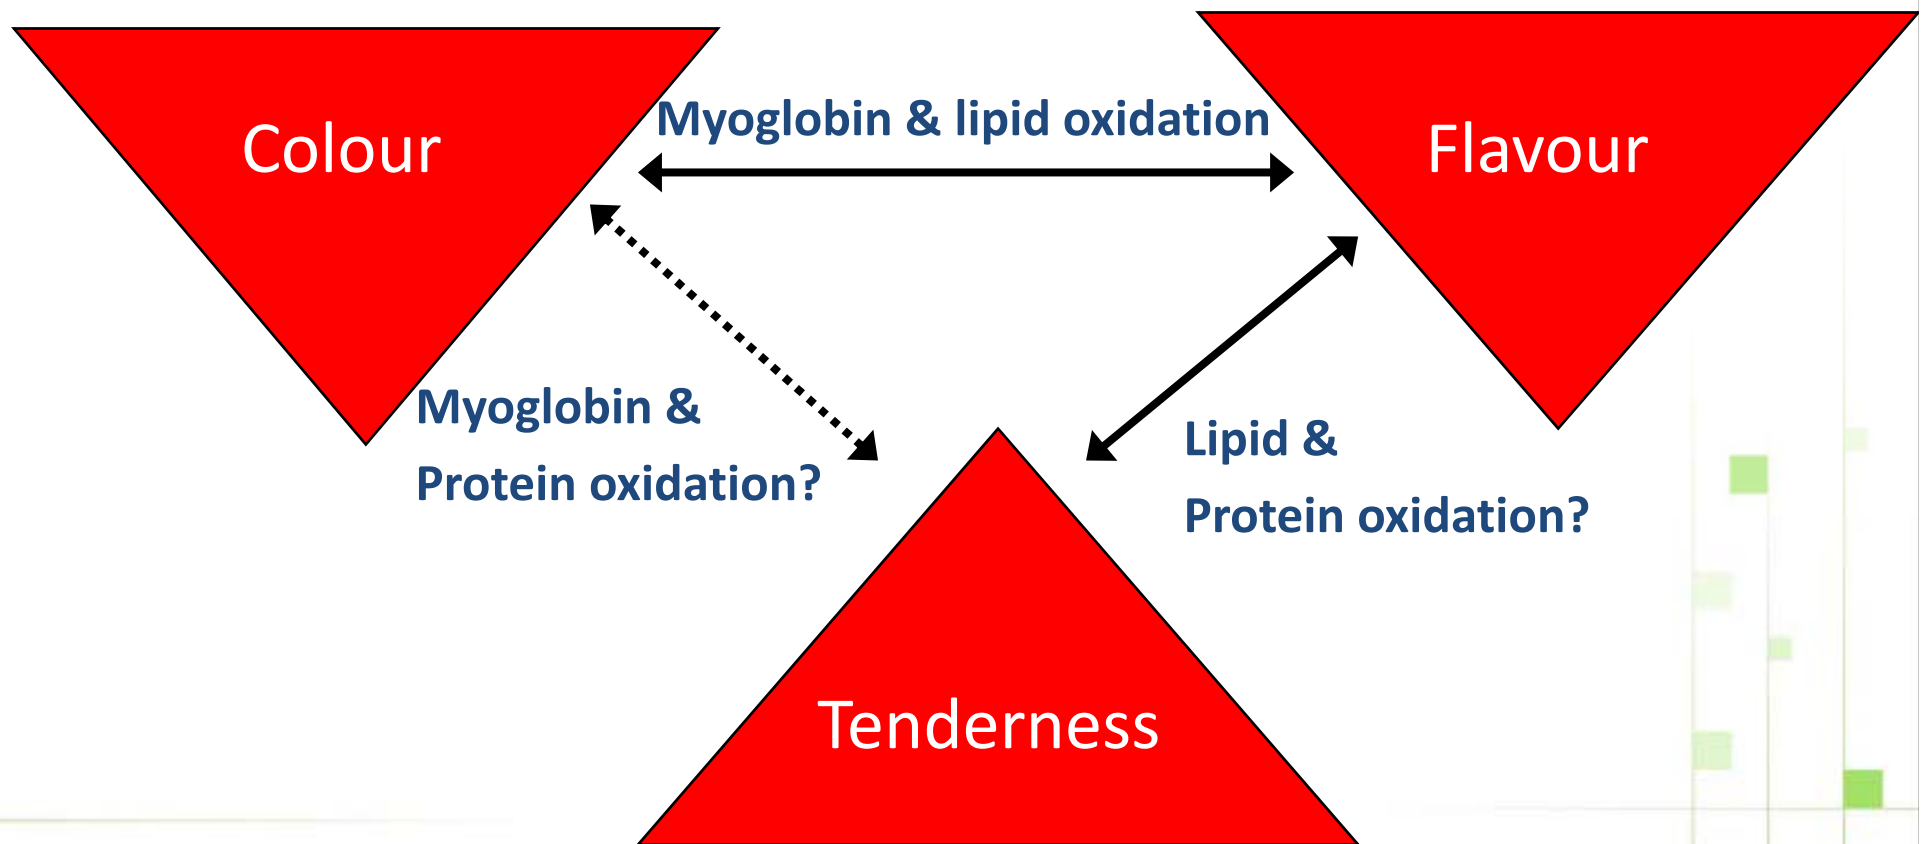 Colour
Myoglobin & lipid oxidation
Flavour
Myoglobin &
Protein oxidation?
Lipid &
Protein oxidation?
Tenderness